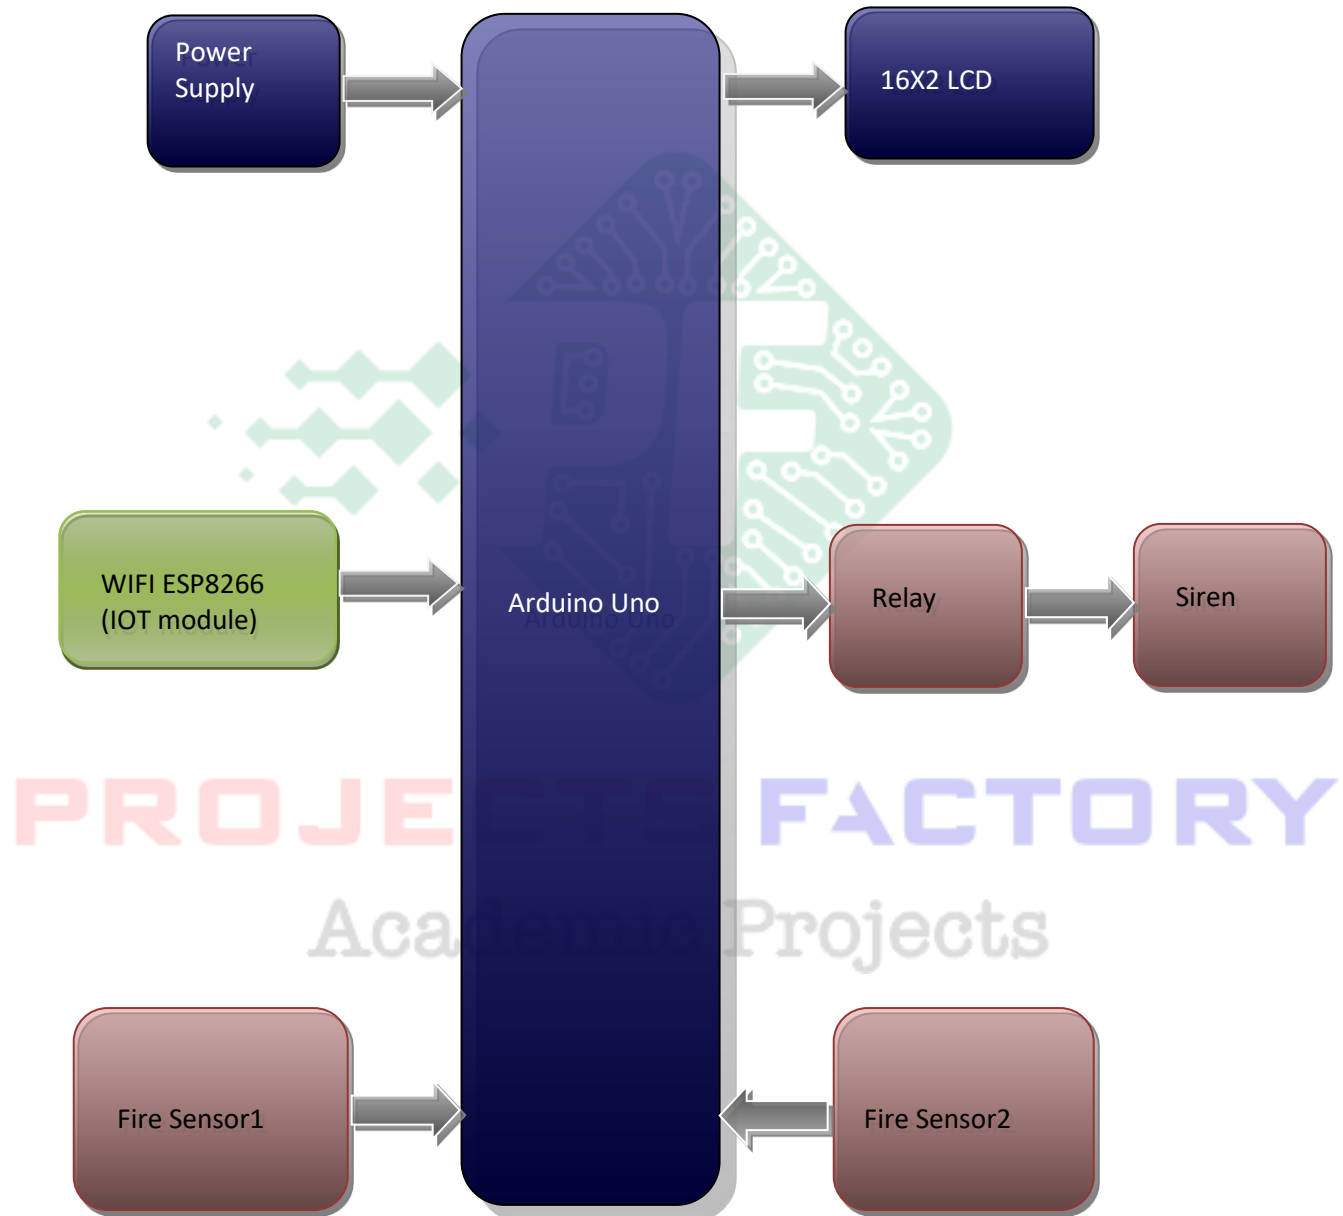 Power
Supply
16X2 LCD
WIFI ESP8266
(IOT module)
Arduino Uno
Relay
Siren
PROJECTS FACTORY
Academic Projects
Fire Sensor1
Fire Sensor2